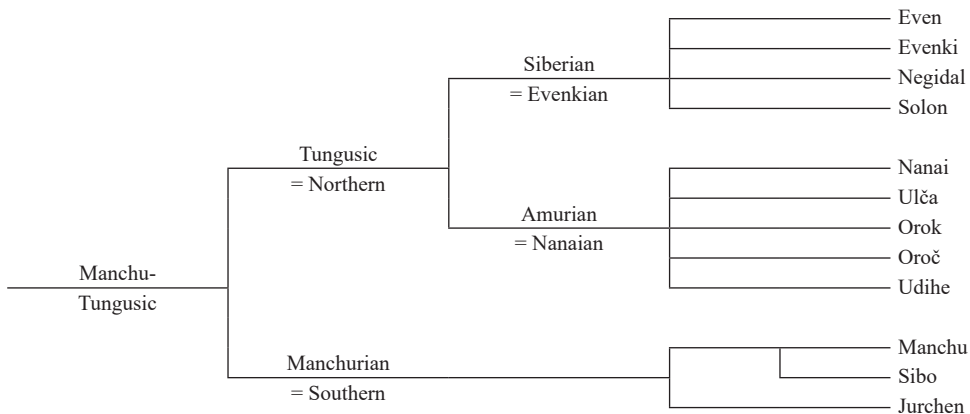 Even
Evenki
Siberian
= Evenkian
Negidal
Solon
Tungusic
= Northern
Nanai
Ulča
Amurian
= Nanaian
Orok
Oroč
Udihe
Manchu-
Tungusic
Manchurian
= Southern
Manchu
Sibo
Jurchen